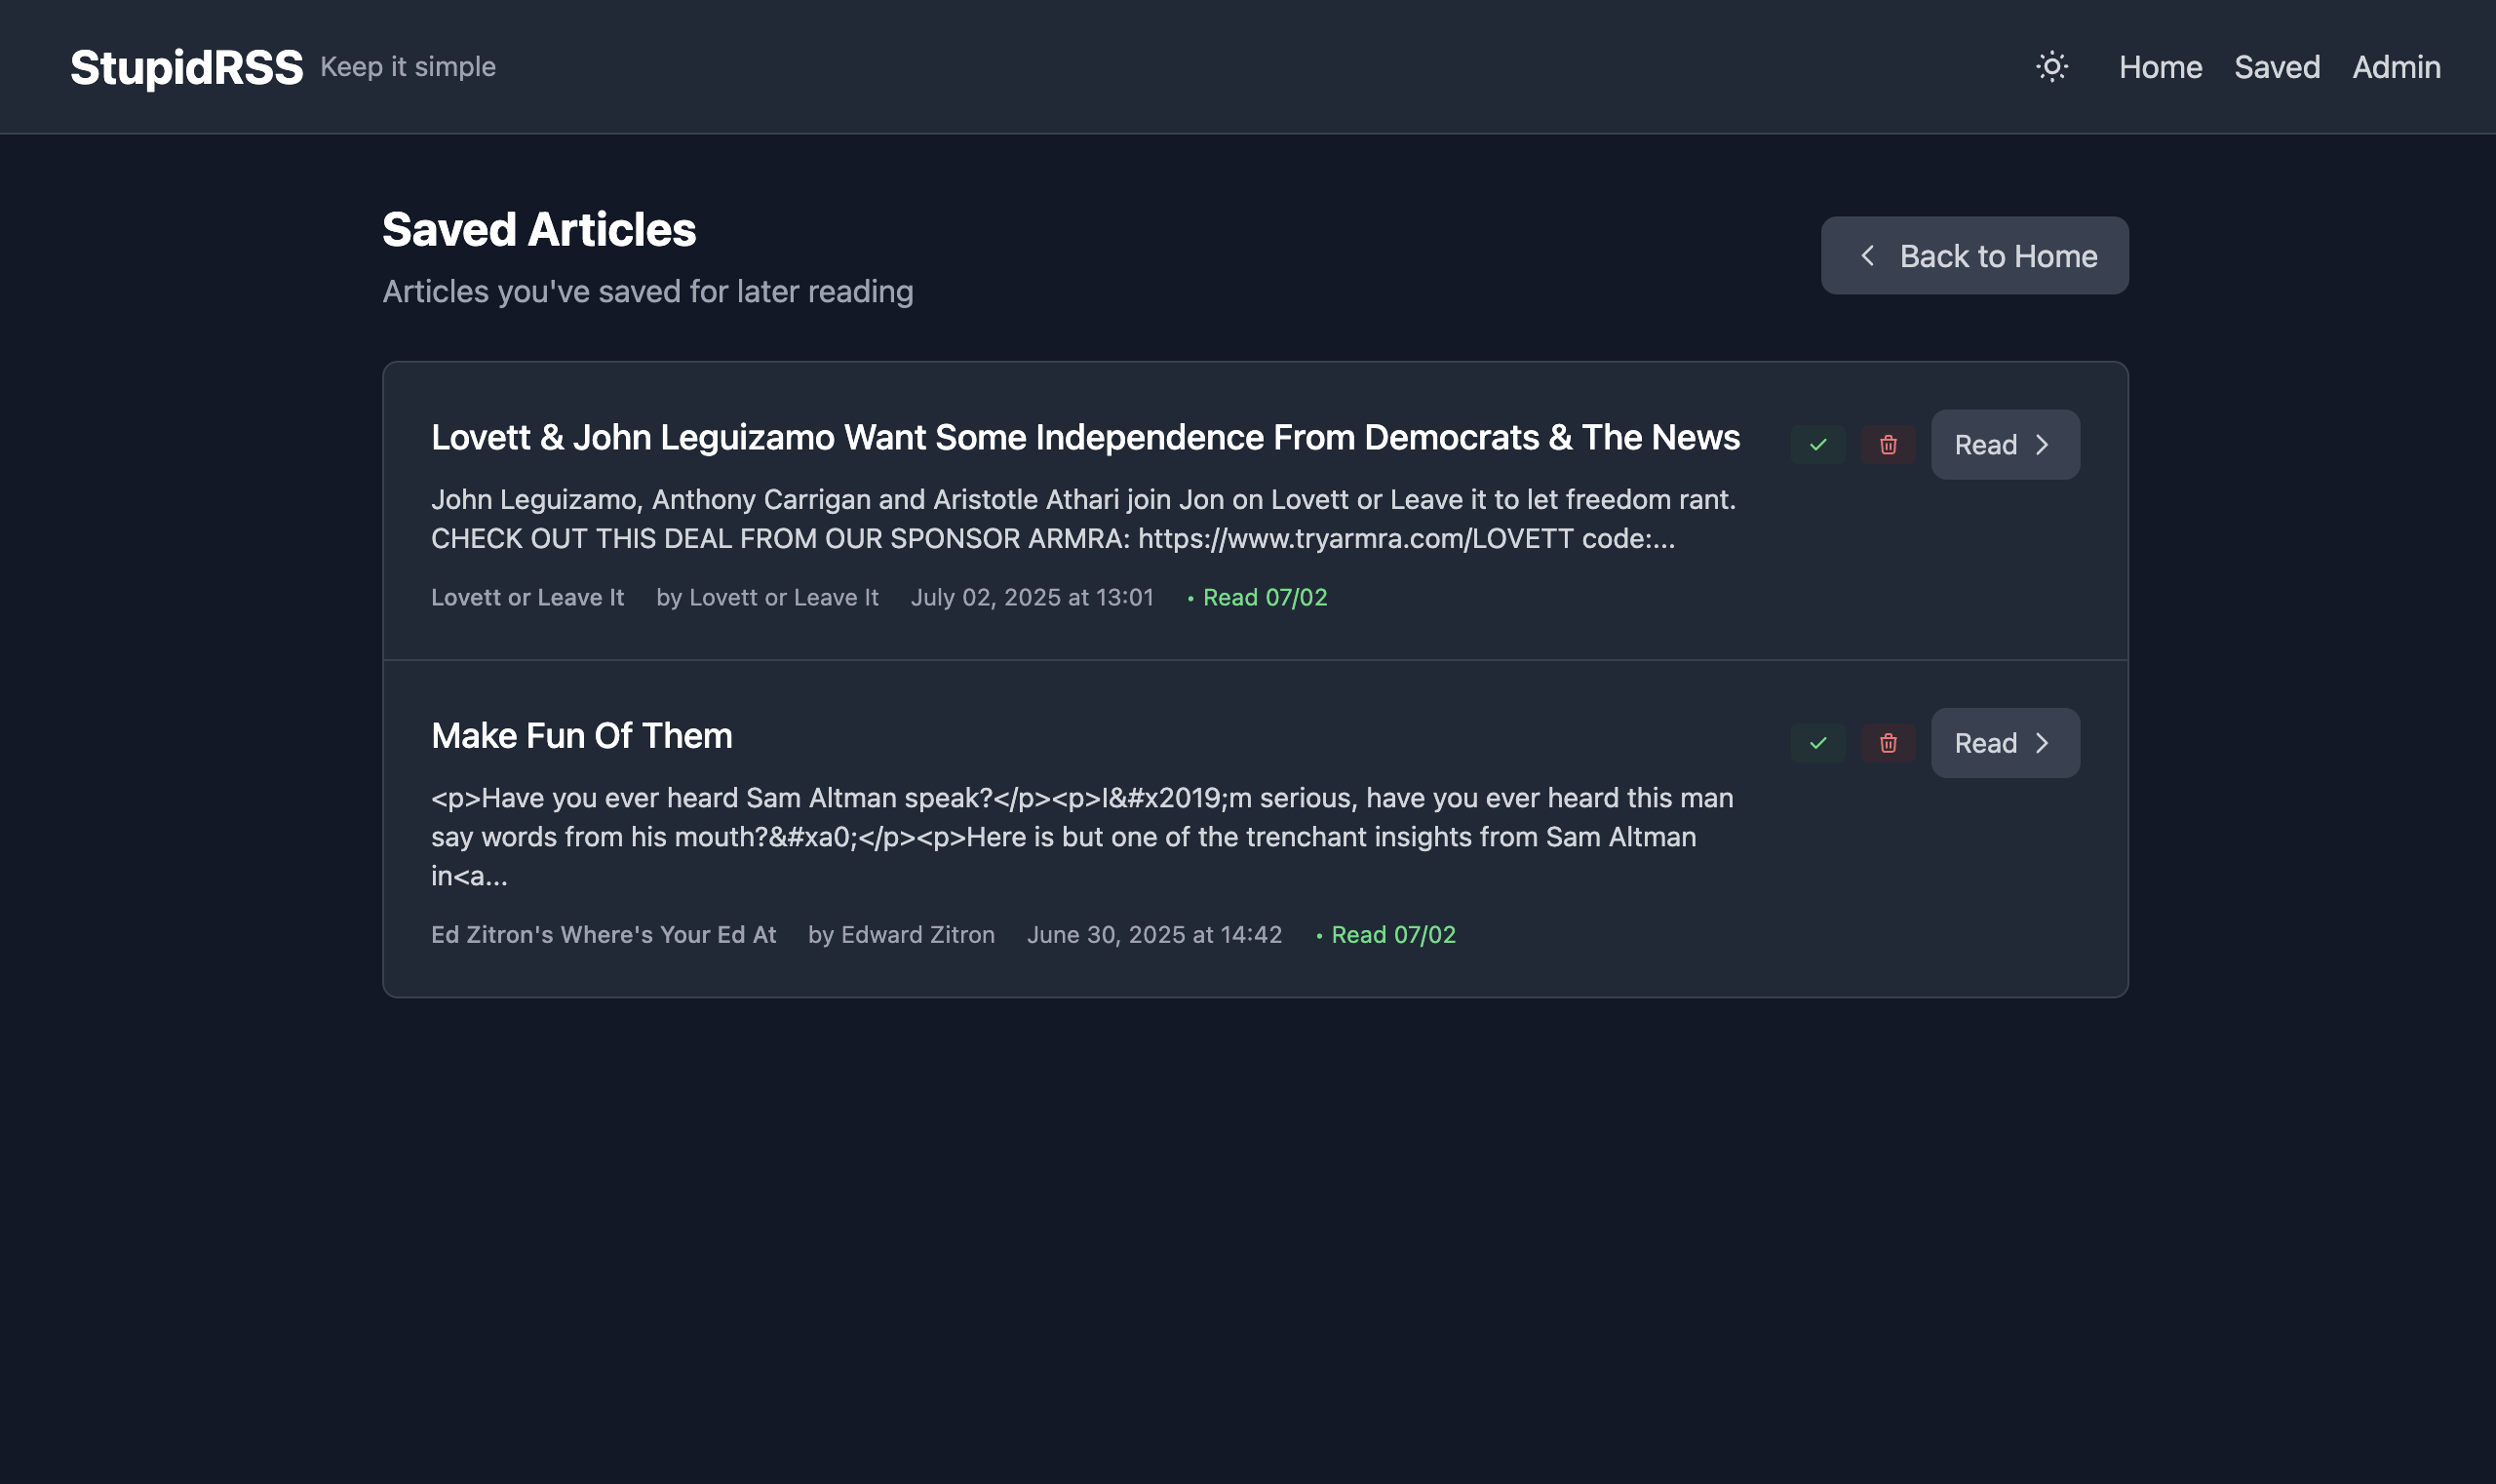 StupidRSS Keep it simple
Home Saved Admin
Saved Articles
Articles you've saved for later reading
Back to Home
Lovett & John Leguizamo Want Some Independence From Democrats & The News
Read
John Leguizamo, Anthony Carrigan and Aristotle Athari join Jon on Lovett or Leave it to let freedom rant.
CHECK OUT THIS DEAL FROM OUR SPONSOR ARMRA: https://www.tryarmra.com/LOVETT code:...
Lovett or Leave It by Lovett or Leave It July 02, 2025 at 13:01 • Read 07/02
Make Fun Of Them
Read
<p>Have you ever heard Sam Altman speak?</p><p>I&#x2019;m serious, have you ever heard this man
say words from his mouth?&#xa0;</p><p>Here is but one of the trenchant insights from Sam Altman
in<a...
Ed Zitron's Where's Your Ed At by Edward Zitron June 30, 2025 at 14:42 • Read 07/02